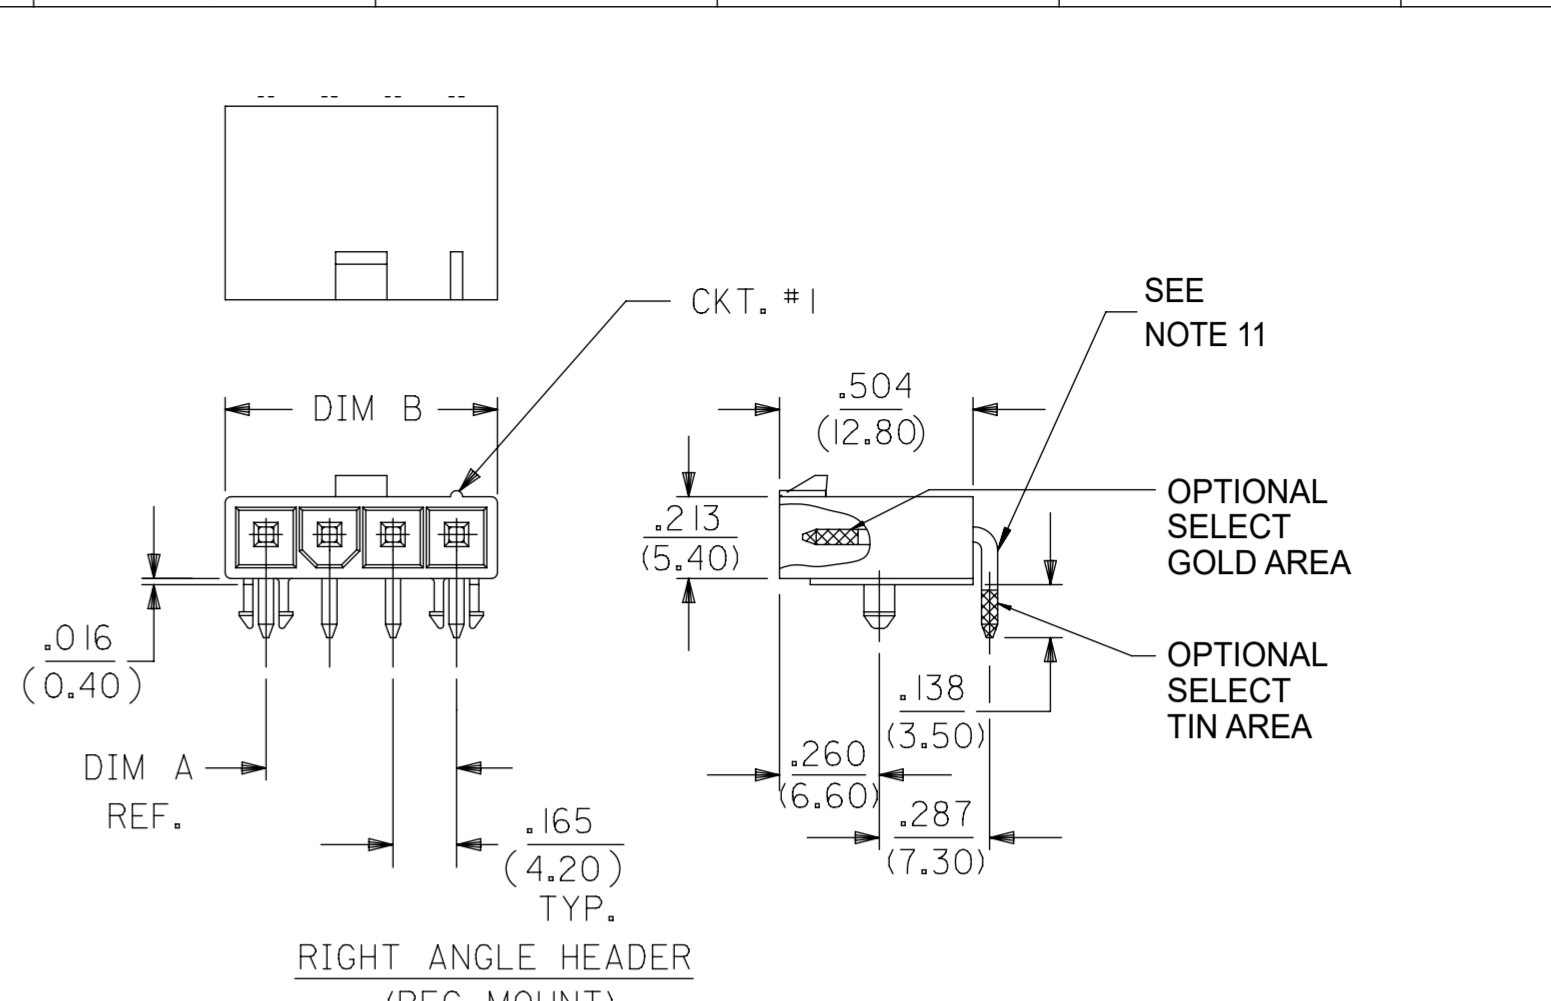 CKT. #1
SEE
NOTE 11
DIM B
.504
(12.80)
.213
(5.40)
OPTIONAL
SELECT
GOLD AREA
.016
(0.40)
OPTIONAL
SELECT
TIN AREA
.138
(3.50)
DIM A
REF.
.260
(6.60)
.287
(7.30)
.165
(4.20)
TYP.
RIGHT ANGLE HEADER
(PEG MOUNT)